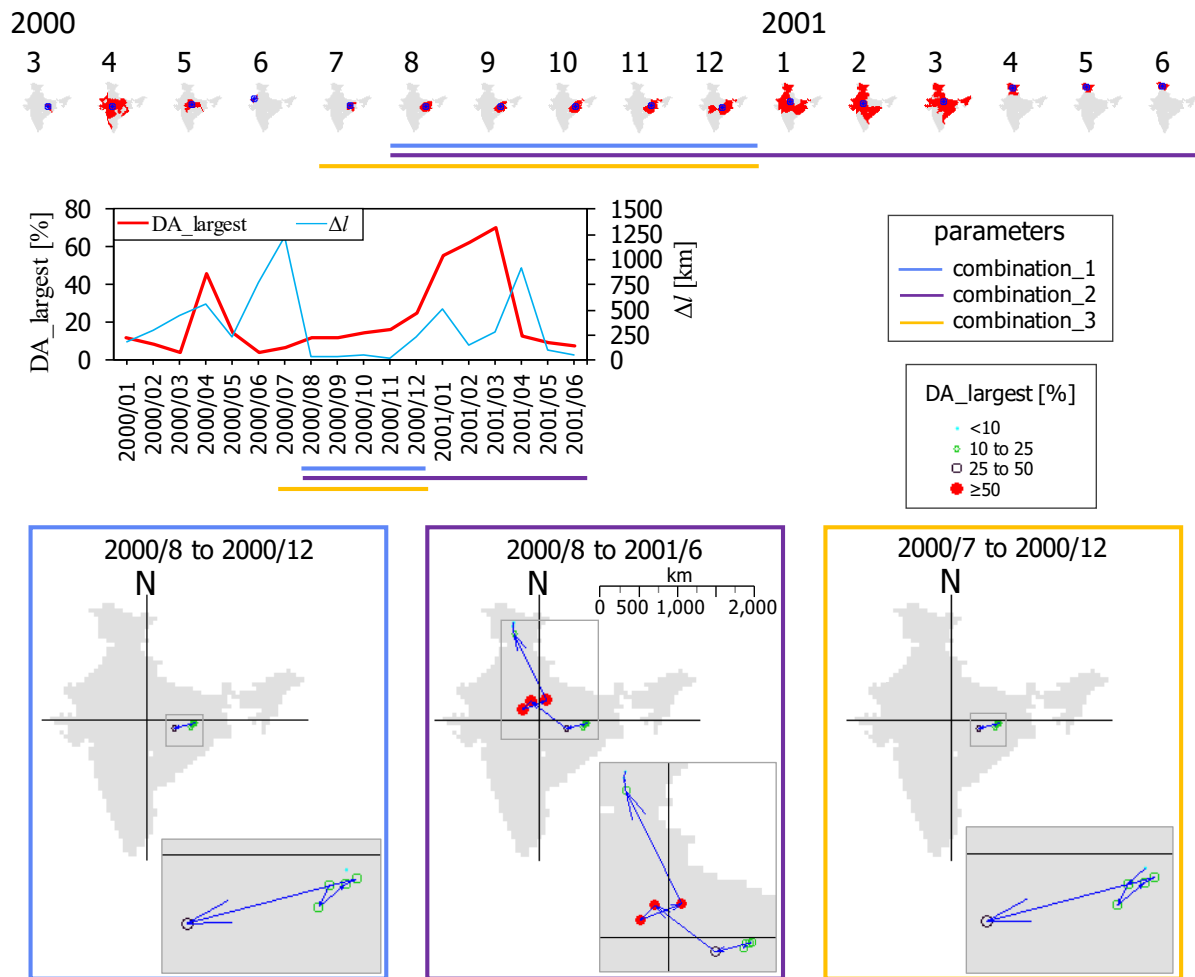 2000 2001
3 4 5 6 7 8 9 10 11 12 1 2 3 4 5 6
DA_largest [%]
80
60
40
20
0
DA_largest Δl
1500
1250
1000
750
500
250
0
Δl [km]
2000/01 2000/02 2000/03 2000/04 2000/05 2000/06 2000/07 2000/08 2000/09 2000/10 2000/11 2000/12 2001/01 2001/02 2001/03 2001/04 2001/05 2001/06
parameters
combination_1
combination_2
combination_3
DA_largest [%]
<10
10 to 25
25 to 50
≥50
2000/8 to 2000/12
N
2000/8 to 2001/6
N
km
0 500 1,000 2,000
2000/7 to 2000/12
N